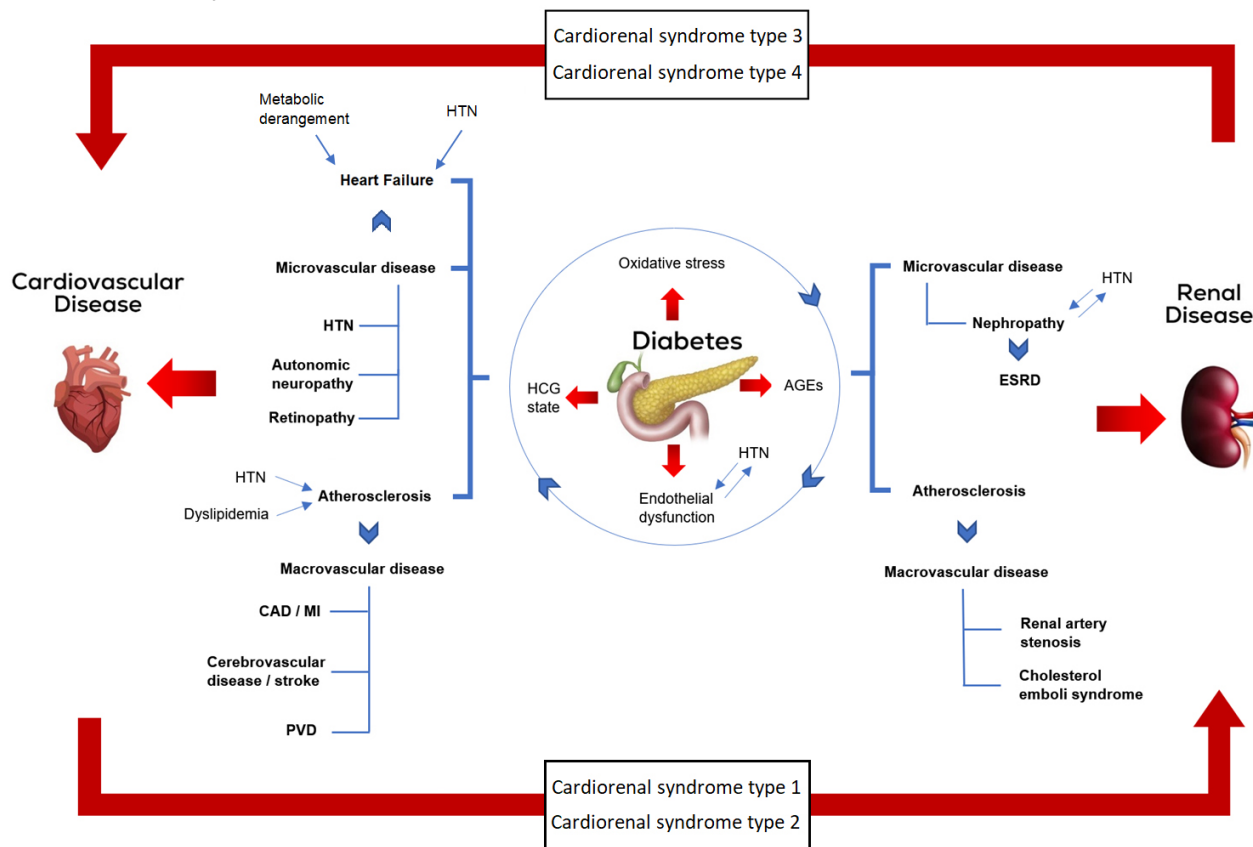 Cardiorenal syndrome type 3
Cardiorenal syndrome type 4
Metabolic
derangement
HTN
Heart Failure
Microvascular disease
HTN
Autonomic
neuropathy
Retinopathy
Cardiovascular
Disease
HTN
Dyslipidemia
Atherosclerosis
Macrovascular disease
CAD / MI
Cerebrovascular
disease / stroke
PVD
Oxidative stress
Diabetes
HCG
state
AGEs
HTN
Endothelial
dysfunction
Microvascular disease
HTN
Nephropathy
ESRD
Renal
Disease
Atherosclerosis
Macrovascular disease
Renal artery
stenosis
Cholesterol
emboli syndrome
Cardiorenal syndrome type 1
Cardiorenal syndrome type 2